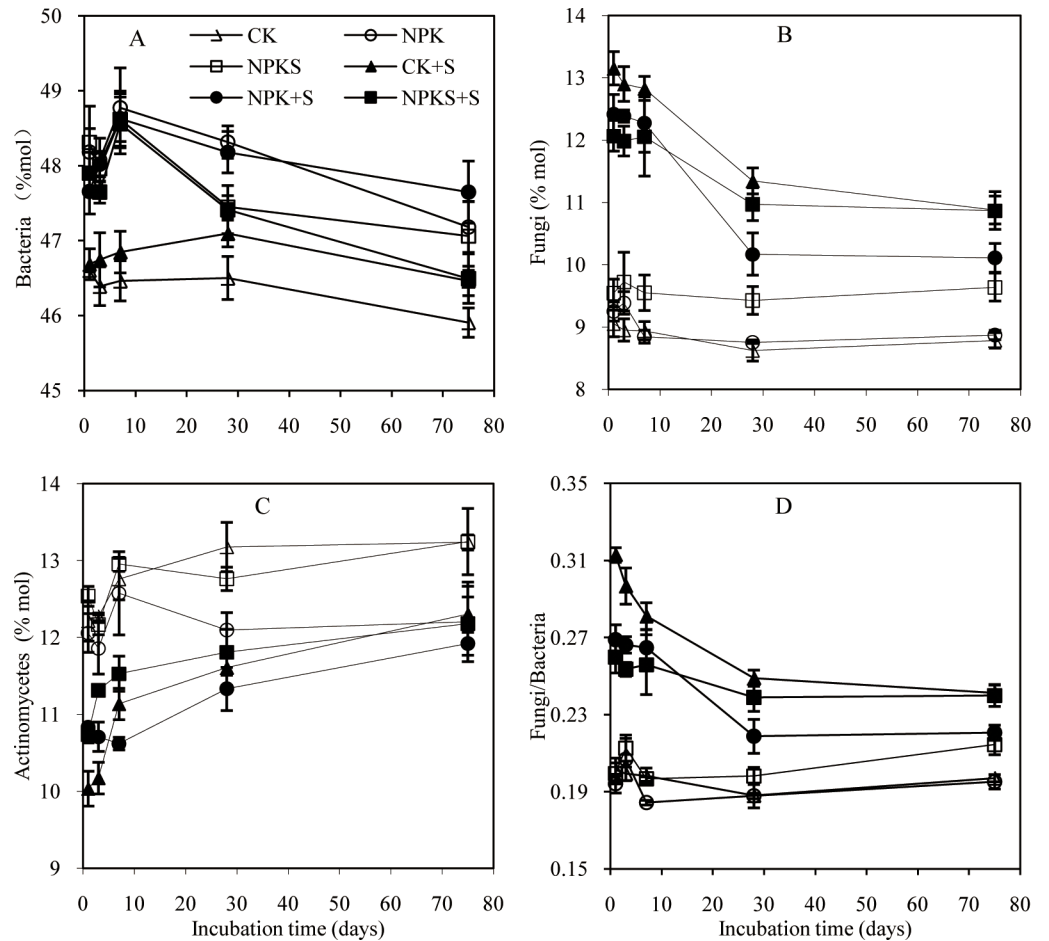 50
49
48
47
46
45
Bacteria (%mol)
A
CK
NPK
NPKS
CK+S
NPK+S
NPKS+S
0 10 20 30 40 50 60 70 80
14
13
12
11
10
9
8
Fungi (% mol)
B
0 10 20 30 40 50 60 70 80
14
13
12
11
10
9
Actinomycetes (% mol)
C
0 10 20 30 40 50 60 70 80
Incubation time (days)
0.35
0.31
0.27
0.23
0.19
0.15
Fungi/Bacteria
D
0 10 20 30 40 50 60 70 80
Incubation time (days)